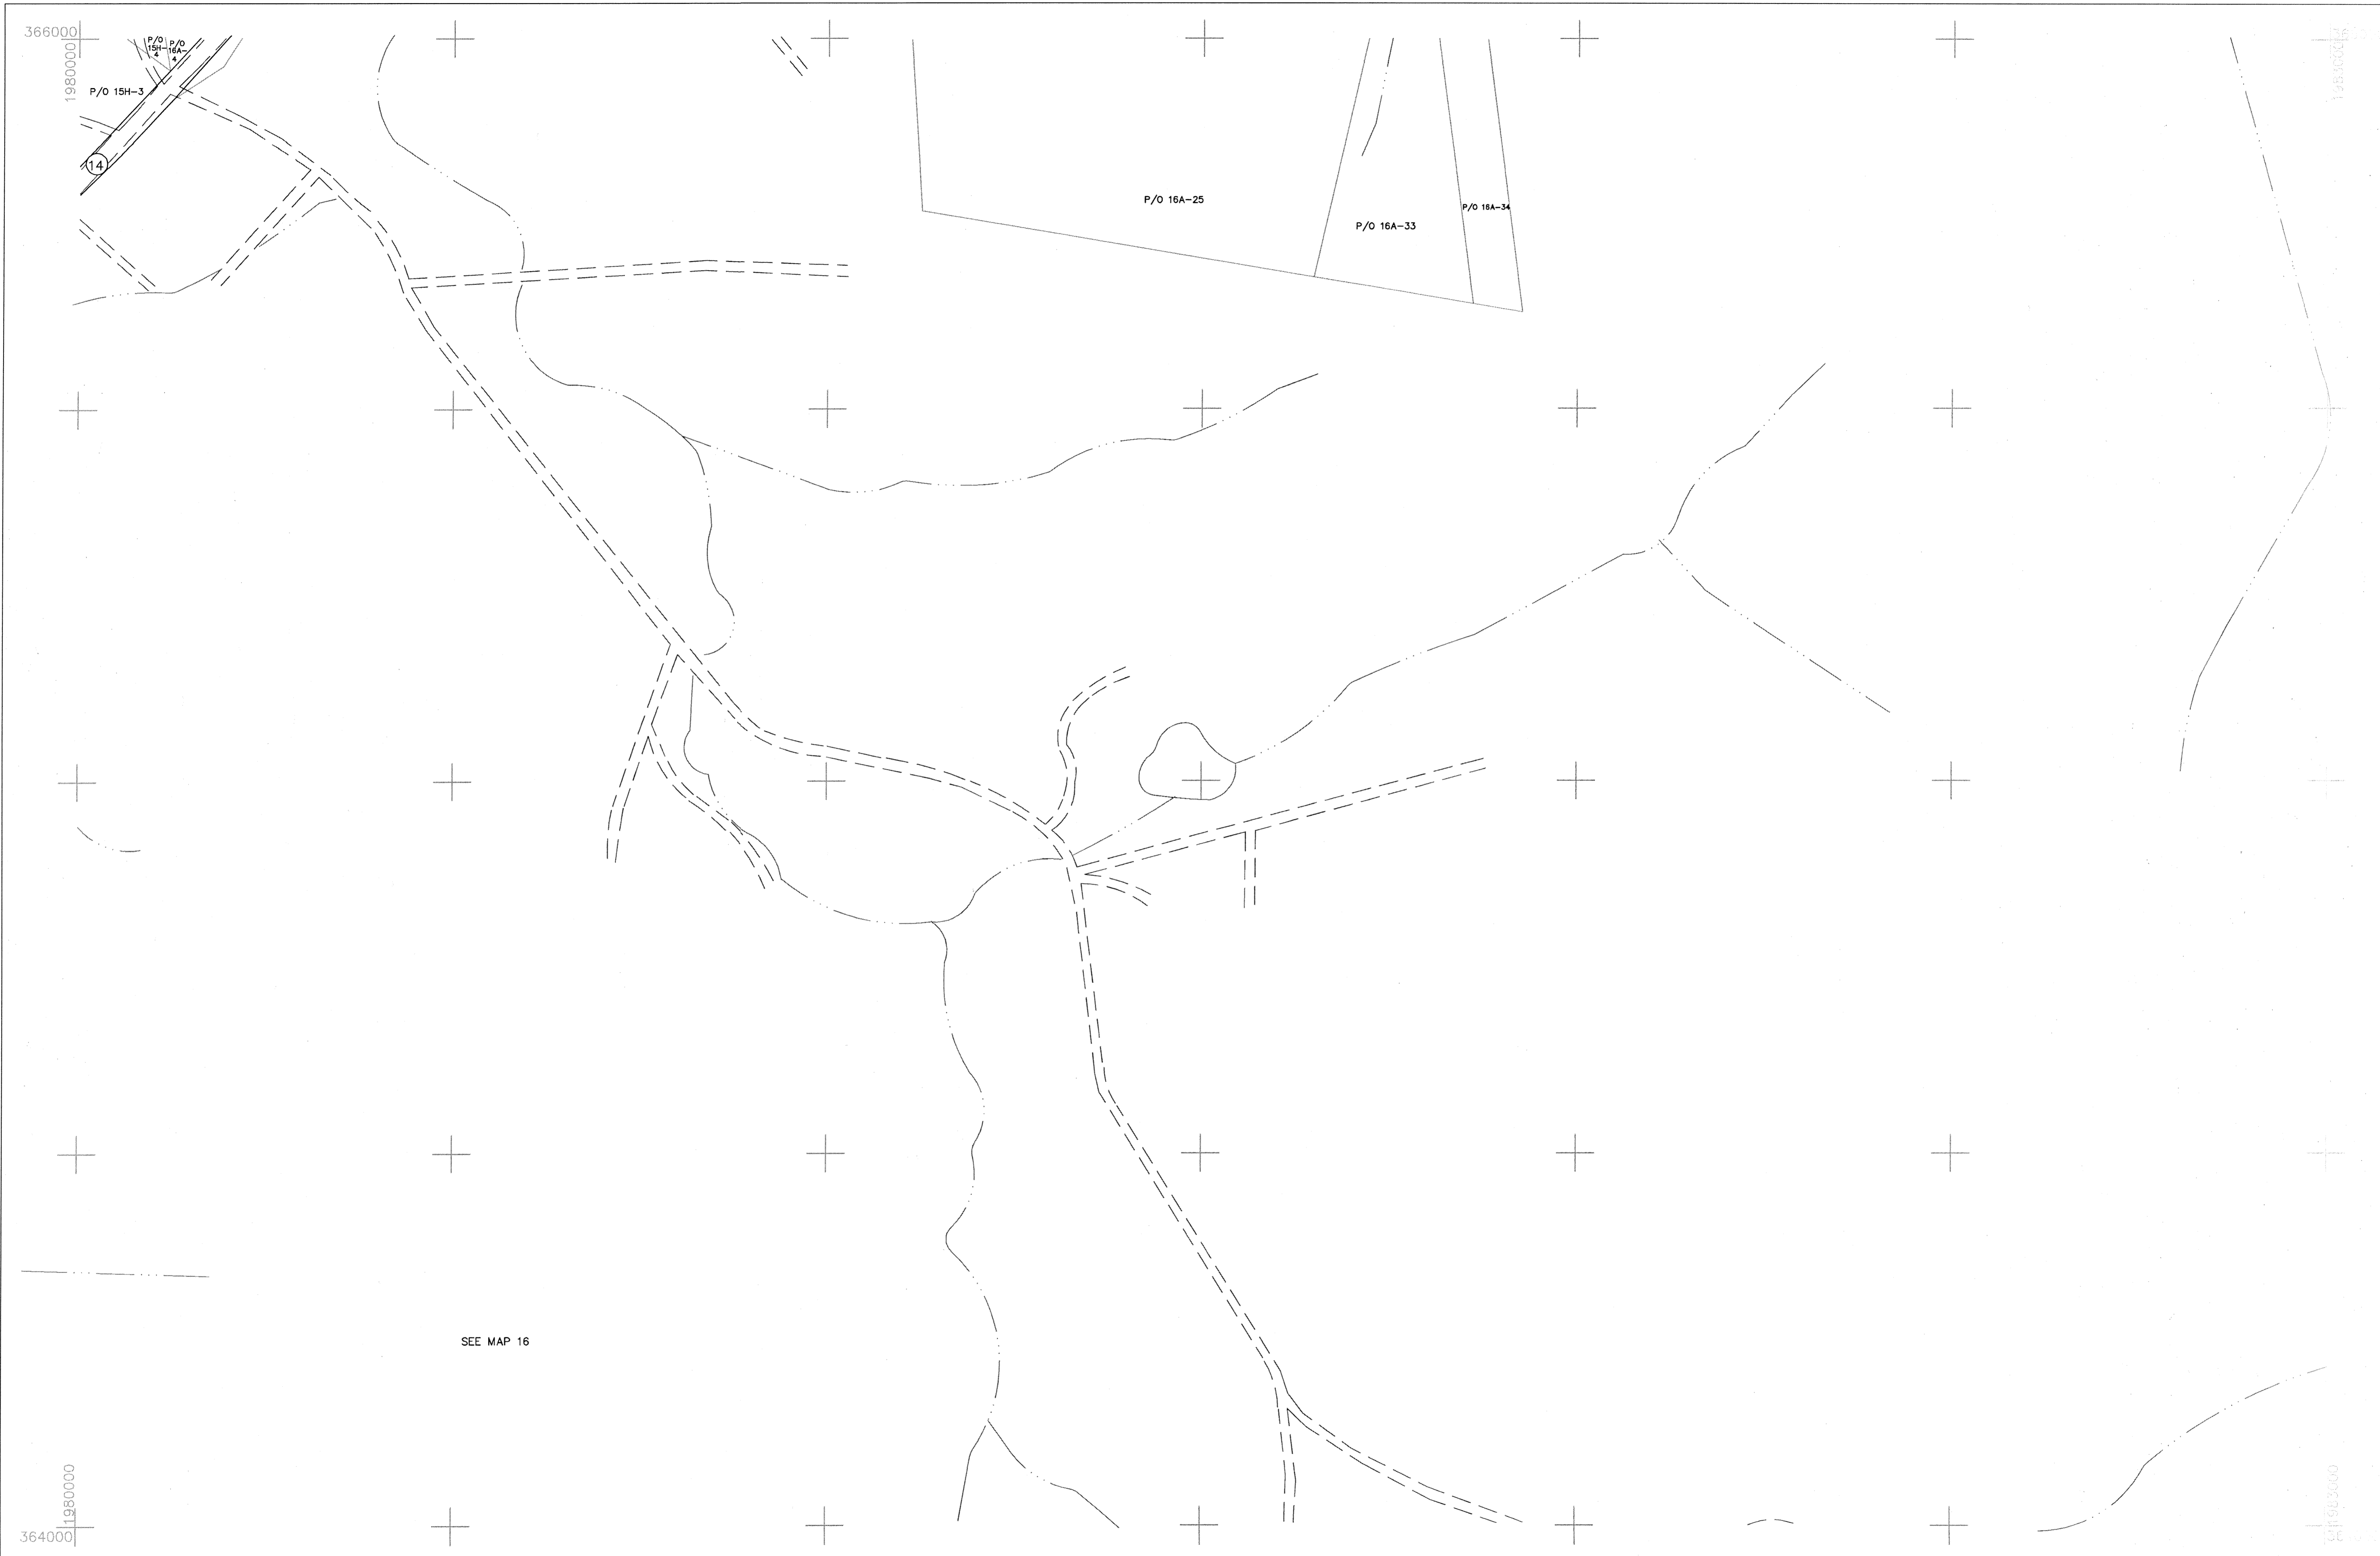 366000
1980000
P/O
15H-
4
P/O
16A-
4
P/O 15H-3
14
P/O 16A-25
P/O 16A-33
P/O 16A-34
SEE MAP 16
1980000
364000